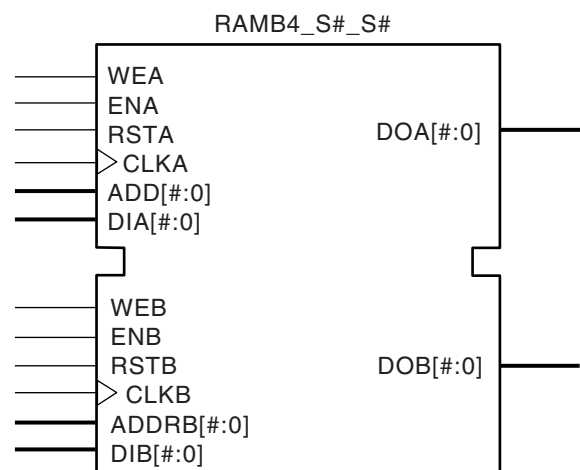 RAMB4_S#_S#
WEA
ENA
RSTA
DOA[#:0]
CLKA
ADD[#:0]
DIA[#:0]
WEB
ENB
RSTB
DOB[#:0]
CLKB
ADDRB[#:0]
DIB[#:0]